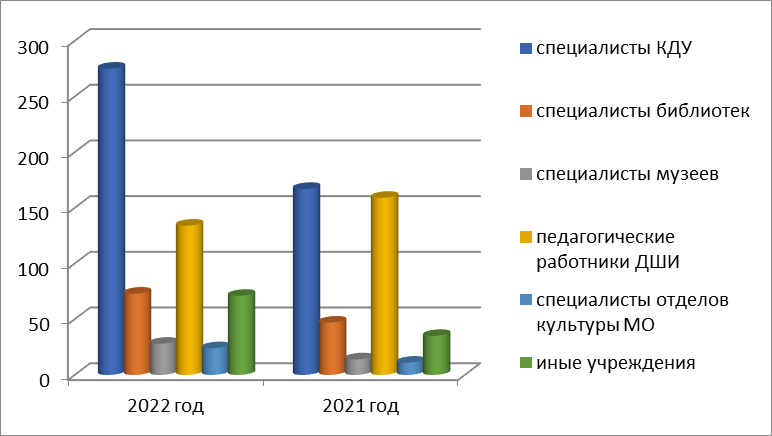 300
250
200
150
100
50
0
2022 год
2021 год
специалисты КДУ
специалисты библиотек
специалисты музеев
педагогические
работники ДШИ
специалисты отделов
культуры МО
иные учреждения